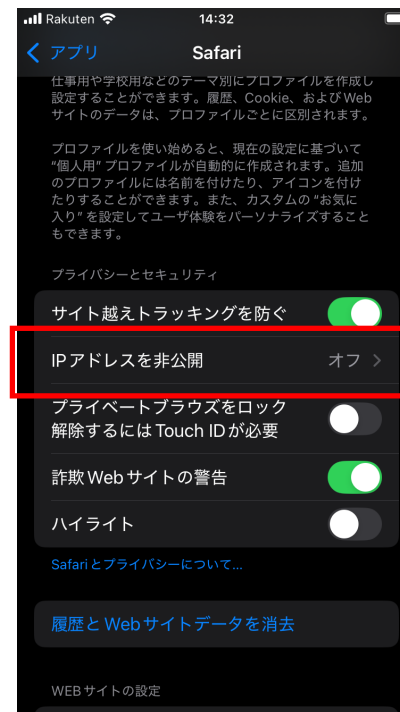 Rakuten 14:32
アプリ Safari
仕事用や学校用などのテーマ別にプロファイルを作成し
設定することができます。履歴、Cookie、およびWeb
サイトのデータは、プロファイルごとに区別されます。
プロファイルを使い始めると、現在の設定に基づいて
“個人用” プロファイルが自動的に作成されます。追加
のプロファイルには名前を付けたり、アイコンを付け
たりすることができます。また、カスタムの “お気に
入り” を設定してユーザ体験をパーソナライズすること
もできます。
プライバシーとセキュリティ
サイト越えトラッキングを防ぐ
IPアドレスを非公開 オフ
プライベートブラウズをロック
解除するにはTouch IDが必要
詐欺Webサイトの警告
ハイライト
Safariとプライバシーについて...
履歴とWebサイトデータを消去
WEBサイトの設定